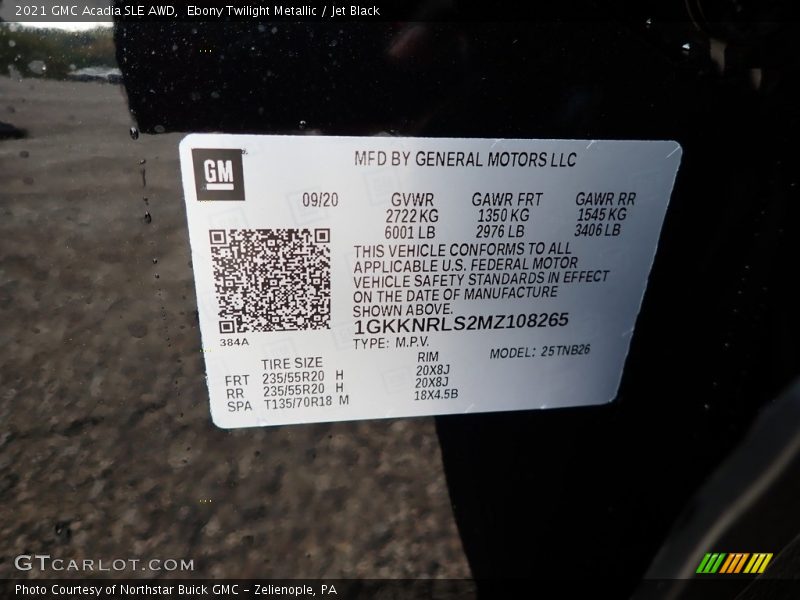 2021 GMC Acadia SLE AWD,  Ebony Twilight Metallic / Jet Black
GM
MFD BY GENERAL MOTORS LLC
09/20 GVWR GAWR FRT GAWR RR
2722 KG 1350 KG 1545 KG
6001 LB 2976 LB 3406 LB
THIS VEHICLE CONFORMS TO ALL
APPLICABLE U.S. FEDERAL MOTOR
VEHICLE SAFETY STANDARDS IN EFFECT
ON THE DATE OF MANUFACTURE
SHOWN ABOVE.
1GKKNRLS2MZ108265
384A
TYPE: M.P.V. MODEL: 25TNB26
TIRE SIZE RIM
FRT 235/55R20 H 20X8J
RR 235/55R20 H 20X8J
SPA T135/70R18 M 18X4.5B
GTCARLOT.COM
Photo Courtesy of Northstar Buick GMC – Zelienople, PA